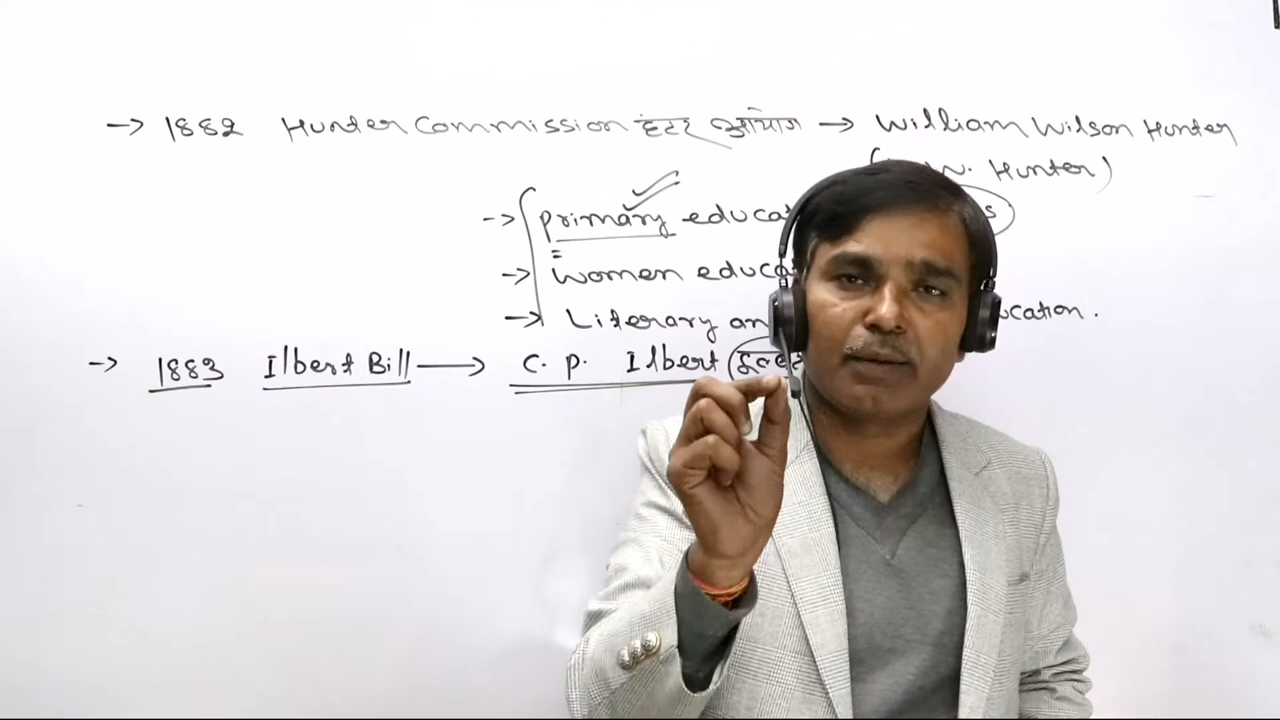 → 1882 Hunter Commission हंटर आयोग → William Wilson Hunter
W. Hunter)
→ primary educa
→ Women educa
→ Literary an ucation.
→ 1883 Ilbert Bill → C. P. Ilbert